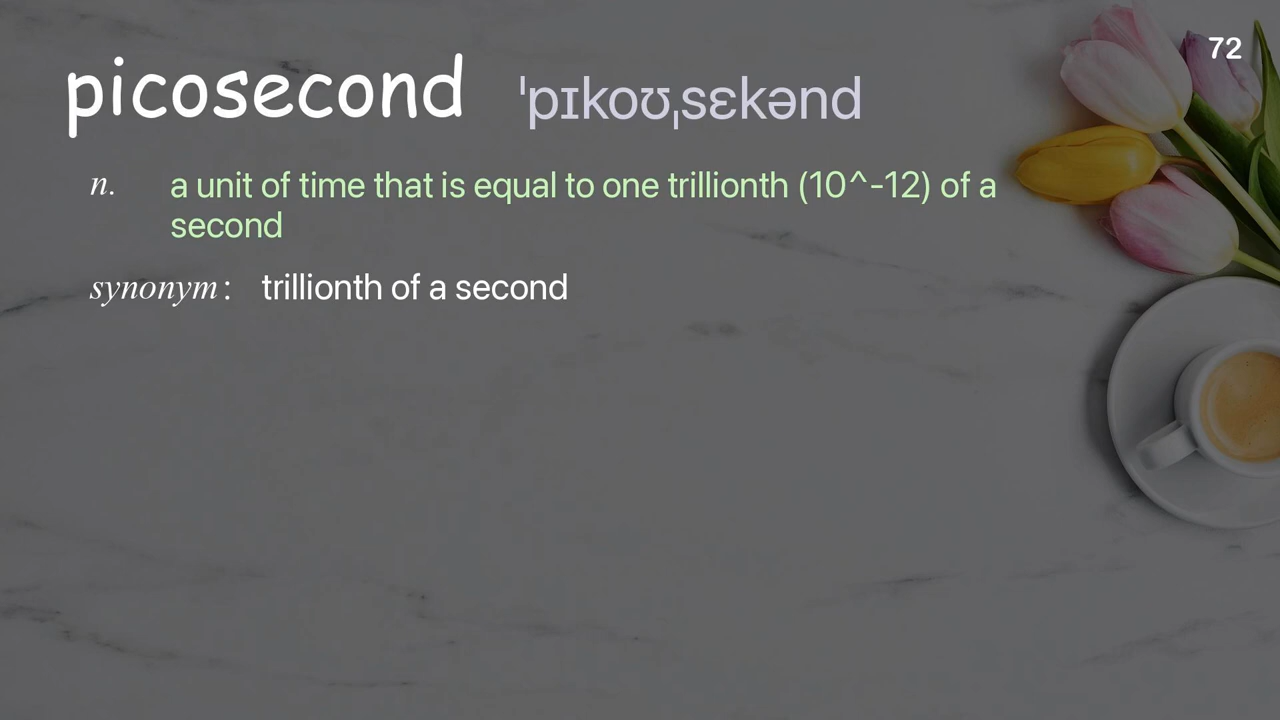 72
picosecond ˈpɪkoʊˌsɛkənd
n. a unit of time that is equal to one trillionth (10^-12) of a
second
synonym : trillionth of a second